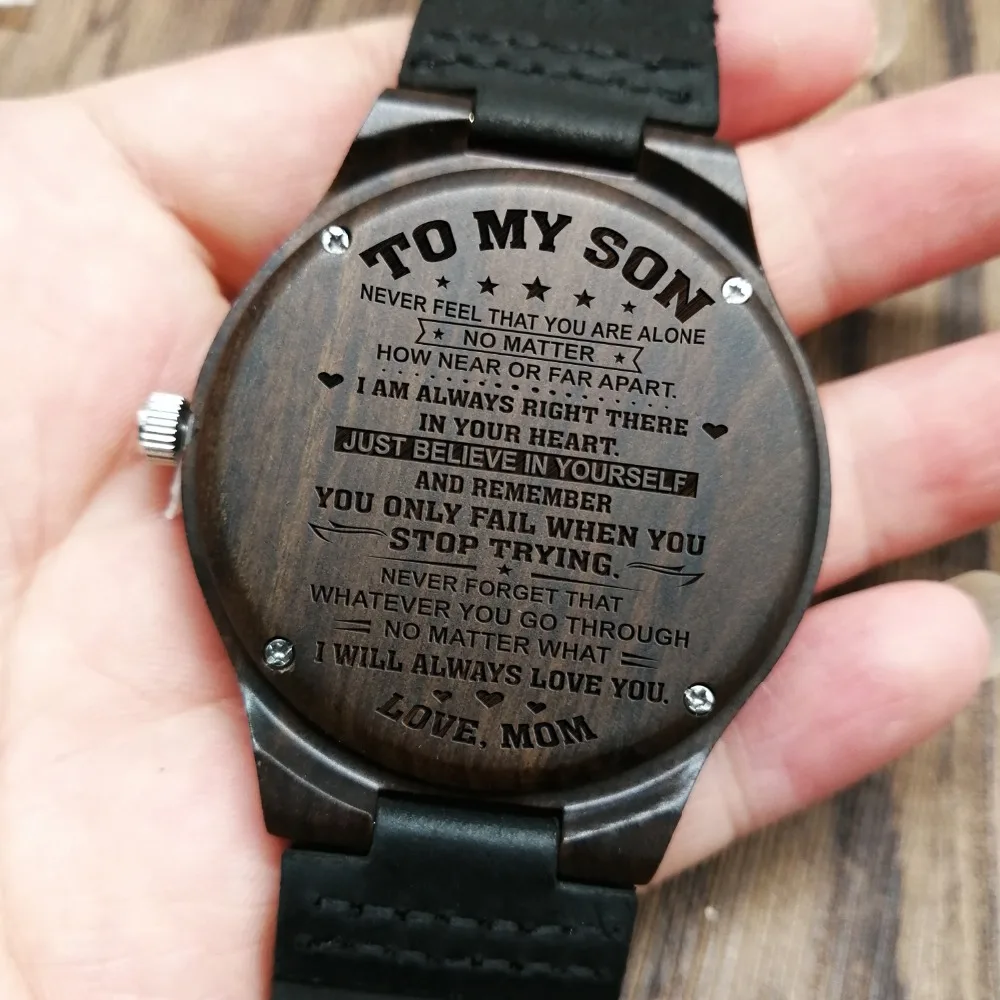 TO MY SON
NEVER FEEL THAT YOU ARE ALONE
NO MATTER
HOW NEAR OR FAR APART.
I AM ALWAYS RIGHT THERE
IN YOUR HEART.
JUST BELIEVE IN YOURSELF
AND REMEMBER
YOU ONLY FAIL WHEN YOU
STOP TRYING.
NEVER FORGET THAT
WHATEVER YOU GO THROUGH
NO MATTER WHAT
I WILL ALWAYS LOVE YOU.
LOVE, MOM